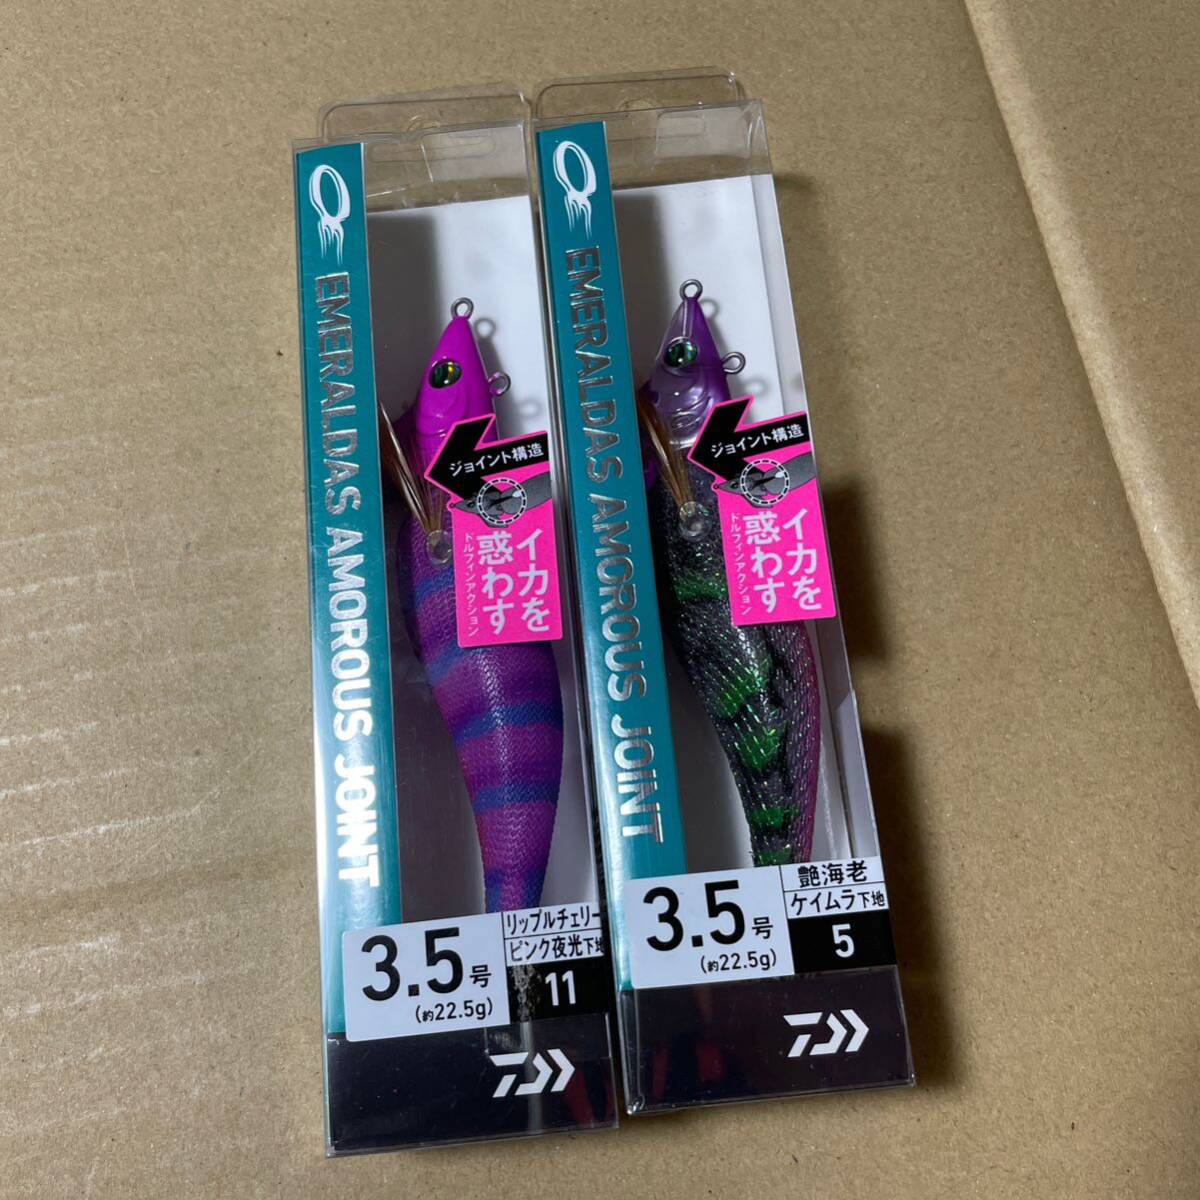 EMERALDAS AMOROUS JOINT
ジョイント構造
イカを
惑わす
ドルフィンアクション
3.5号
(約22.5g)
リップルチェリー
ピンク夜光下地
11
EMERALDAS AMOROUS JOINT
ジョイント構造
イカを
惑わす
ドルフィンアクション
3.5号
(約22.5g)
艶海老
ケイムラ下地
5